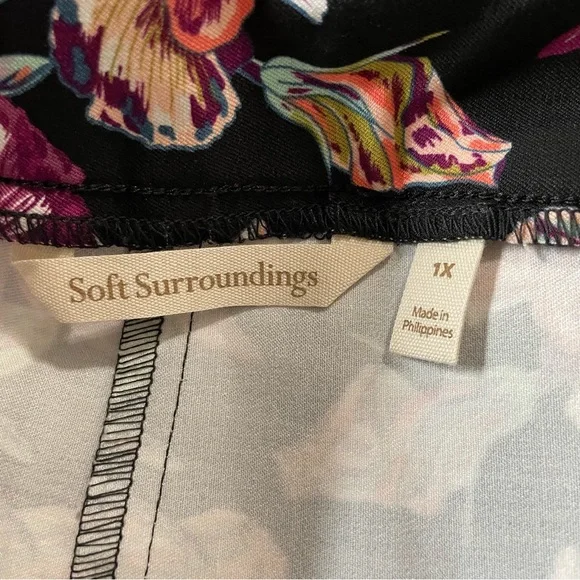 Soft Surroundings
1X
Made in
Philippines